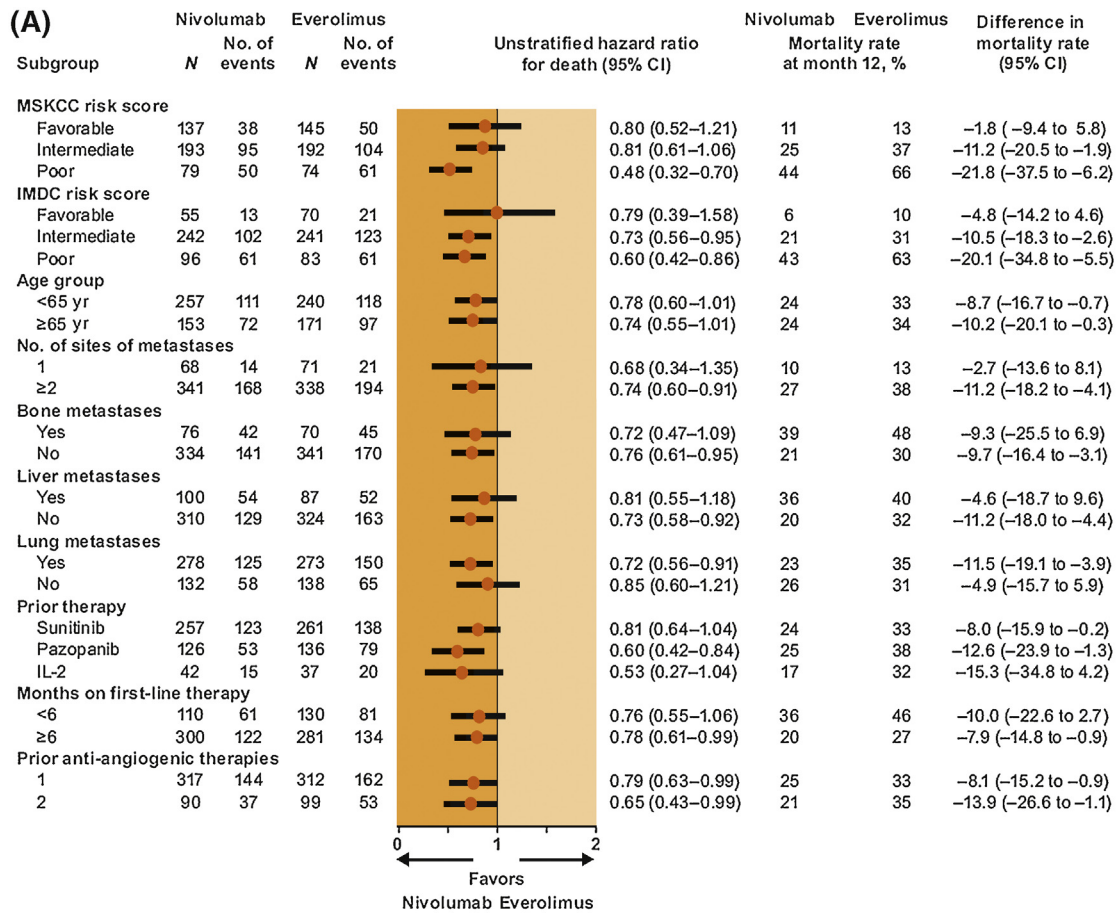 (A)
Nivolumab Everolimus Nivolumab Everolimus Difference in
No. of No. of Unstratified hazard ratio Mortality rate mortality rate
Subgroup N events N events for death (95% CI) at month 12, % (95% CI)
MSKCC risk score
Favorable 137 38 145 50 0.80 (0.52–1.21) 11 13 –1.8 ( –9.4 to 5.8)
Intermediate 193 95 192 104 0.81 (0.61–1.06) 25 37 –11.2 (–20.5 to –1.9)
Poor 79 50 74 61 0.48 (0.32–0.70) 44 66 –21.8 (–37.5 to –6.2)
IMDC risk score
Favorable 55 13 70 21 0.79 (0.39–1.58) 6 10 –4.8 (–14.2 to 4.6)
Intermediate 242 102 241 123 0.73 (0.56–0.95) 21 31 –10.5 (–18.3 to –2.6)
Poor 96 61 83 61 0.60 (0.42–0.86) 43 63 –20.1 (–34.8 to –5.5)
Age group
<65 yr 257 111 240 118 0.78 (0.60–1.01) 24 33 –8.7 (–16.7 to –0.7)
≥65 yr 153 72 171 97 0.74 (0.55–1.01) 24 34 –10.2 (–20.1 to –0.3)
No. of sites of metastases
1 68 14 71 21 0.68 (0.34–1.35) 10 13 –2.7 (–13.6 to 8.1)
≥2 341 168 338 194 0.74 (0.60–0.91) 27 38 –11.2 (–18.2 to –4.1)
Bone metastases
Yes 76 42 70 45 0.72 (0.47–1.09) 39 48 –9.3 (–25.5 to 6.9)
No 334 141 341 170 0.76 (0.61–0.95) 21 30 –9.7 (–16.4 to –3.1)
Liver metastases
Yes 100 54 87 52 0.81 (0.55–1.18) 36 40 –4.6 (–18.7 to 9.6)
No 310 129 324 163 0.73 (0.58–0.92) 20 32 –11.2 (–18.0 to –4.4)
Lung metastases
Yes 278 125 273 150 0.72 (0.56–0.91) 23 35 –11.5 (–19.1 to –3.9)
No 132 58 138 65 0.85 (0.60–1.21) 26 31 –4.9 (–15.7 to 5.9)
Prior therapy
Sunitinib 257 123 261 138 0.81 (0.64–1.04) 24 33 –8.0 (–15.9 to –0.2)
Pazopanib 126 53 136 79 0.60 (0.42–0.84) 25 38 –12.6 (–23.9 to –1.3)
IL-2 42 15 37 20 0.53 (0.27–1.04) 17 32 –15.3 (–34.8 to 4.2)
Months on first-line therapy
<6 110 61 130 81 0.76 (0.55–1.06) 36 46 –10.0 (–22.6 to 2.7)
≥6 300 122 281 134 0.78 (0.61–0.99) 20 27 –7.9 (–14.8 to –0.9)
Prior anti-angiogenic therapies
1 317 144 312 162 0.79 (0.63–0.99) 25 33 –8.1 (–15.2 to –0.9)
2 90 37 99 53 0.65 (0.43–0.99) 21 35 –13.9 (–26.6 to –1.1)
0 1 2
Favors
Nivolumab Everolimus